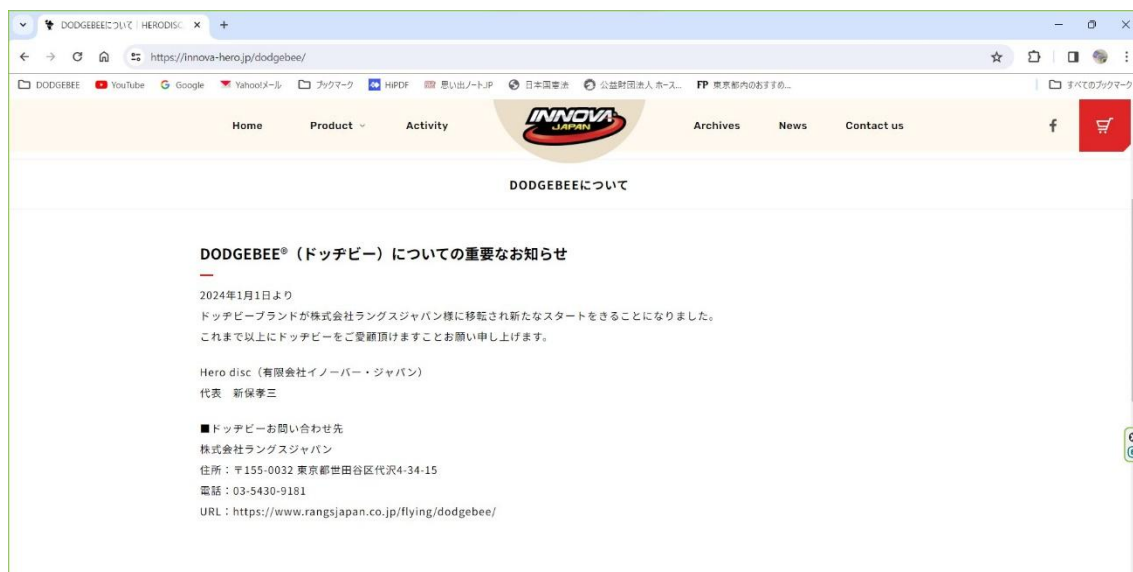 DODGEBEEについて | HERODISC
https://innova-hero.jp/dodgebee/
DODGEBEE YouTube Google Yahoo!メール ブックマーク HiPDF 思い出ノート.JP 日本国憲法 公益財団法人 ホース... FP 東京都内のおすすめ... すべてのブックマーク
Home Product Activity INNOVA JAPAN Archives News Contact us
DODGEBEEについて
DODGEBEE®（ドッヂビー）についての重要なお知らせ
2024年1月1日より
ドッヂビーブランドが株式会社ラングスジャパン様に移転され新たなスタートをきることになりました。
これまで以上にドッヂビーをご愛顧頂けますことお願い申し上げます。
Hero disc（有限会社イノーバー・ジャパン）
代表　新保孝三
■ドッヂビーお問い合わせ先
株式会社ラングスジャパン
住所：〒155-0032 東京都世田谷区代沢4-34-15
電話：03-5430-9181
URL：https://www.rangsjapan.co.jp/flying/dodgebee/